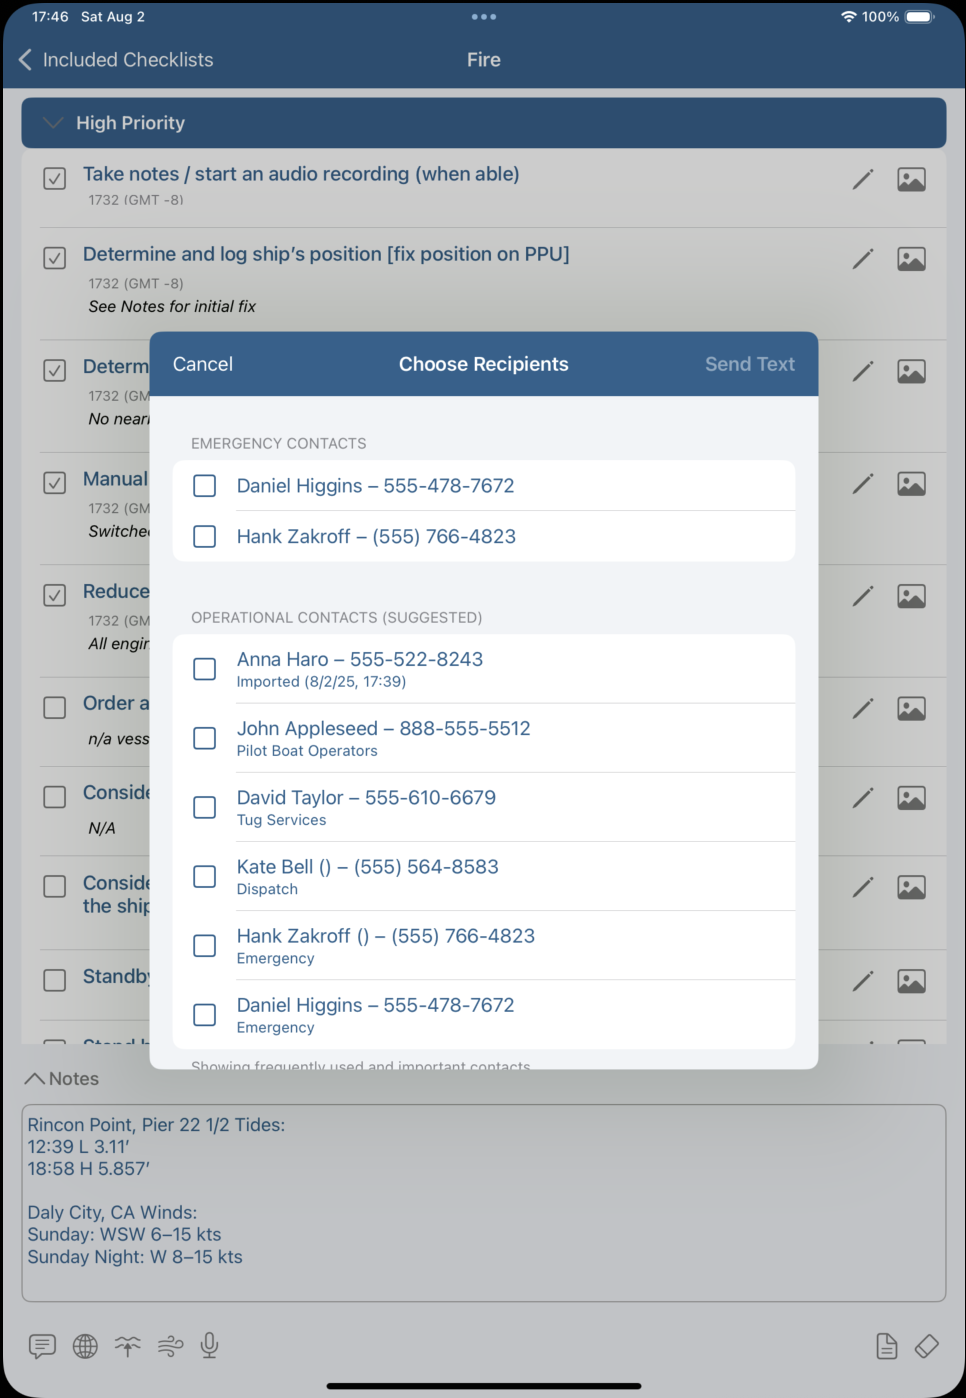 17:46 Sat Aug 2
100%
Included Checklists
Fire
High Priority
Take notes / start an audio recording (when able)
1732 (GMT -8)
Determine and log ship's position [fix position on PPU]
1732 (GMT -8)
See Notes for initial fix
Determ
1732 (GM
No near
Manual
1732 (GM
Switche
Reduce
1732 (GM
All engin
Order a
n/a vess
Conside
N/A
Conside
the ship
Standby
Cancel
Choose Recipients
Send Text
EMERGENCY CONTACTS
Daniel Higgins – 555-478-7672
Hank Zakroff – (555) 766-4823
OPERATIONAL CONTACTS (SUGGESTED)
Anna Haro – 555-522-8243
Imported (8/2/25, 17:39)
John Appleseed – 888-555-5512
Pilot Boat Operators
David Taylor – 555-610-6679
Tug Services
Kate Bell () – (555) 564-8583
Dispatch
Hank Zakroff () – (555) 766-4823
Emergency
Daniel Higgins – 555-478-7672
Emergency
Showing frequently used and important contacts
Notes
Rincon Point, Pier 22 1/2 Tides:
12:39 L 3.11′
18:58 H 5.857′
Daly City, CA Winds:
Sunday: WSW 6–15 kts
Sunday Night: W 8–15 kts